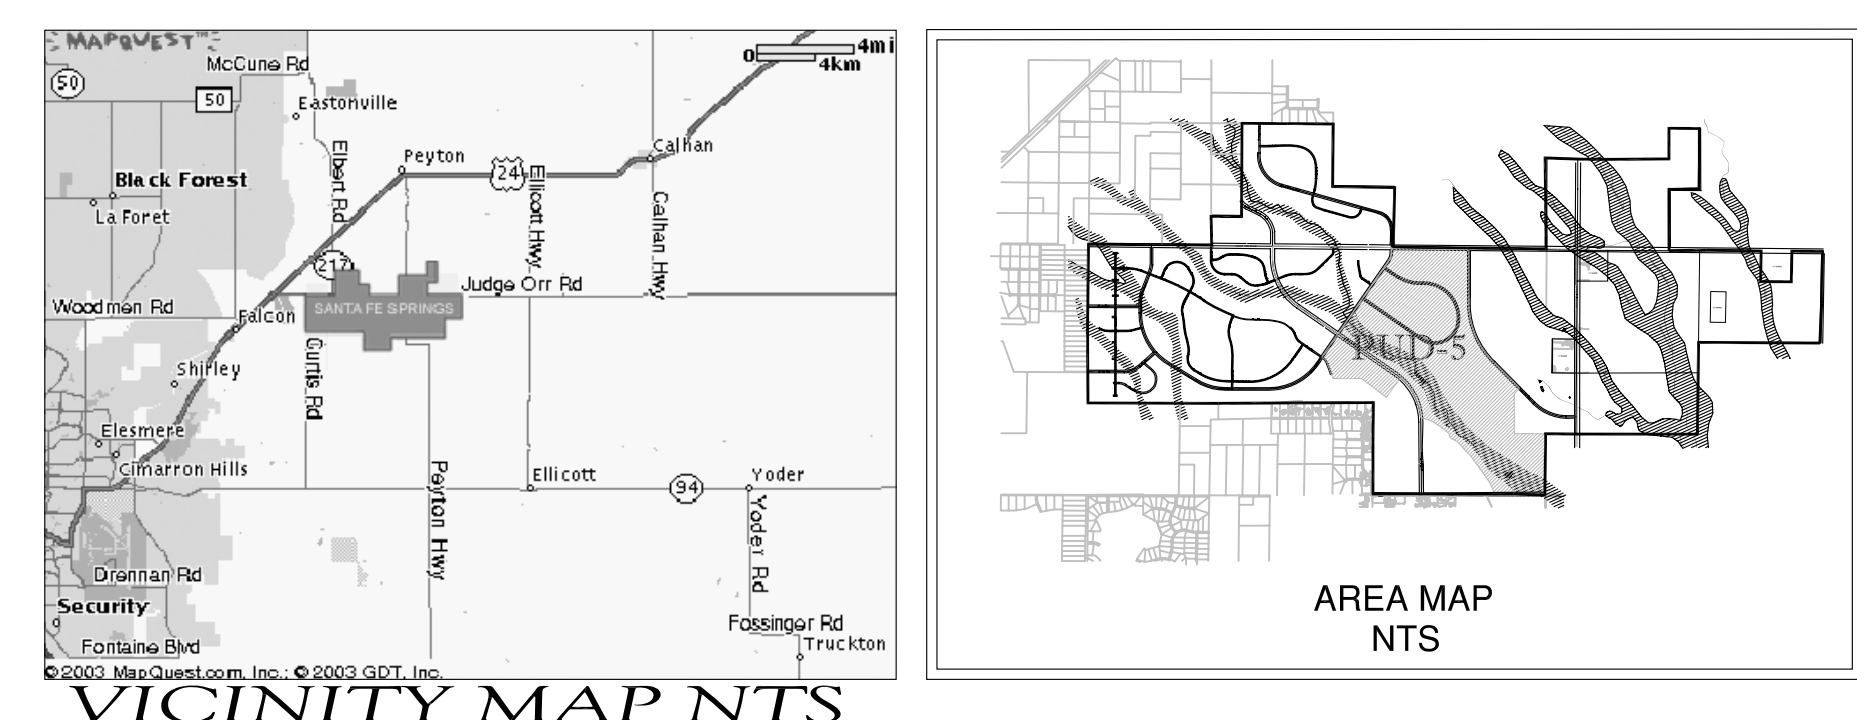 MAPQUEST™
0 4mi
4km
McCune Rd
50
50
Eastonville
Elbert Rd
Peyton
24
Ellicott Hwy
Calhan
Calhan Hwy
Black Forest
La Foret
217
Judge Orr Rd
SANTA FE SPRINGS
Woodmen Rd
Falcon
Curtis Rd
Shirley
Elesmere
Cimarron Hills
Peyton Hwy
Ellicott
94
Yoder
Yoder Rd
Drennan Rd
Security
Fossinger Rd
Truckton
Fontaine Blvd
©2003 MapQuest.com, Inc.; © 2003 GDT, Inc.
VICINITY MAP NTS
PUD-5
AREA MAP
NTS